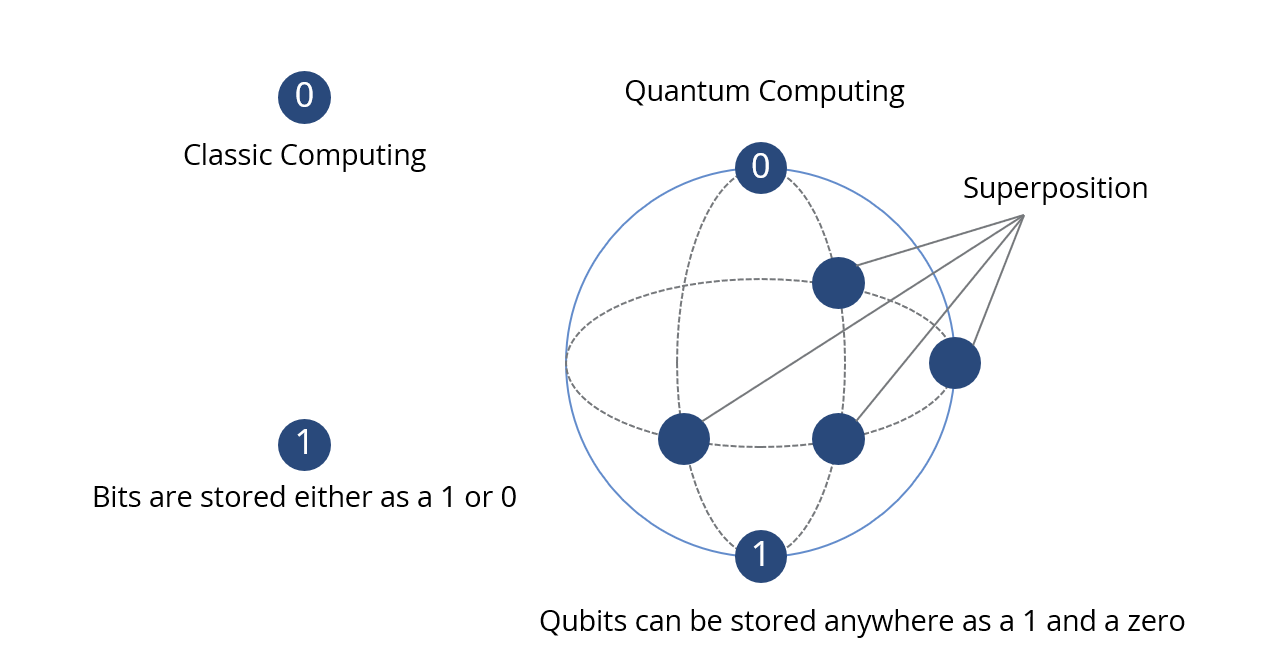 0
Classic Computing
1
Bits are stored either as a 1 or 0
Quantum Computing
0
Superposition
1
Qubits can be stored anywhere as a 1 and a zero